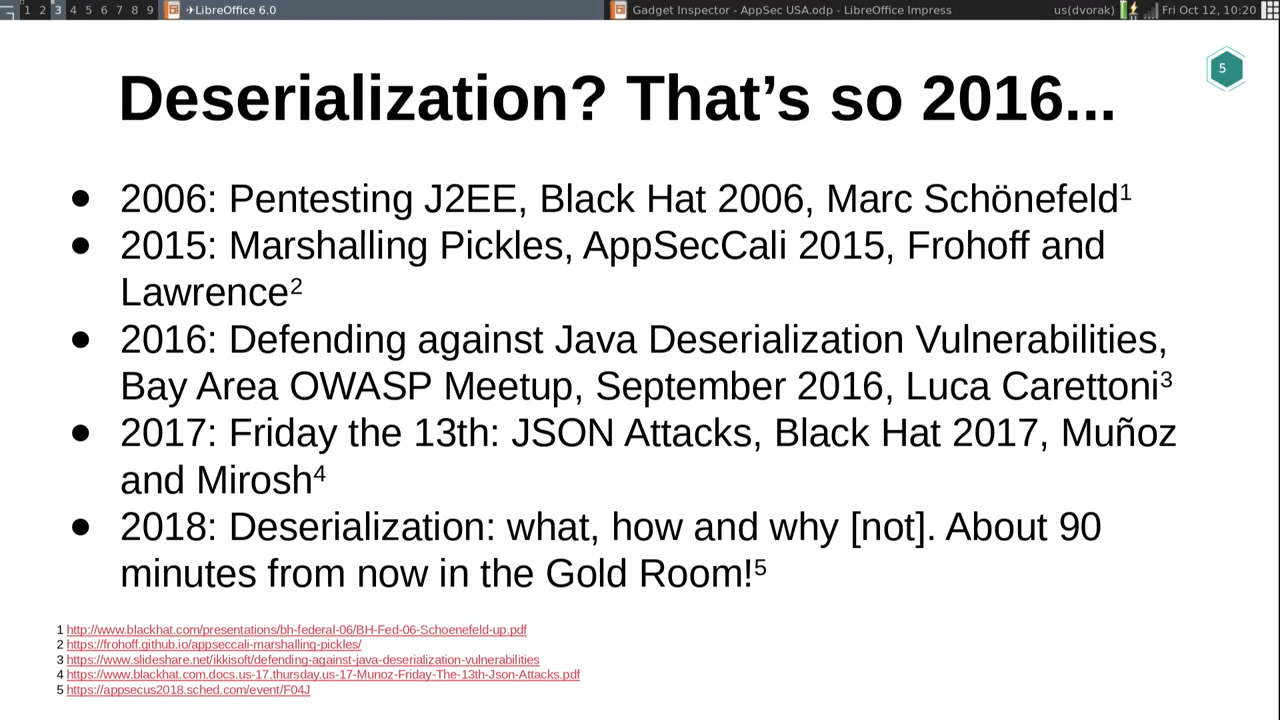 1 2 3 4 5 6 7 8 9 ✈LibreOffice 6.0 Gadget Inspector - AppSec USA.odp - LibreOffice Impress us(dvorak) Fri Oct 12, 10:20
5
Deserialization? That’s so 2016...
● 2006: Pentesting J2EE, Black Hat 2006, Marc Schönefeld¹
● 2015: Marshalling Pickles, AppSecCali 2015, Frohoff and
Lawrence²
● 2016: Defending against Java Deserialization Vulnerabilities,
Bay Area OWASP Meetup, September 2016, Luca Carettoni³
● 2017: Friday the 13th: JSON Attacks, Black Hat 2017, Muñoz
and Mirosh⁴
● 2018: Deserialization: what, how and why [not]. About 90
minutes from now in the Gold Room!⁵
1 http://www.blackhat.com/presentations/bh-federal-06/BH-Fed-06-Schoenefeld-up.pdf
2 https://frohoff.github.io/appseccali-marshalling-pickles/
3 https://www.slideshare.net/ikkisoft/defending-against-java-deserialization-vulnerabilities
4 https://www.blackhat.com.docs.us-17.thursday.us-17-Munoz-Friday-The-13th-Json-Attacks.pdf
5 https://appsecus2018.sched.com/event/F04J